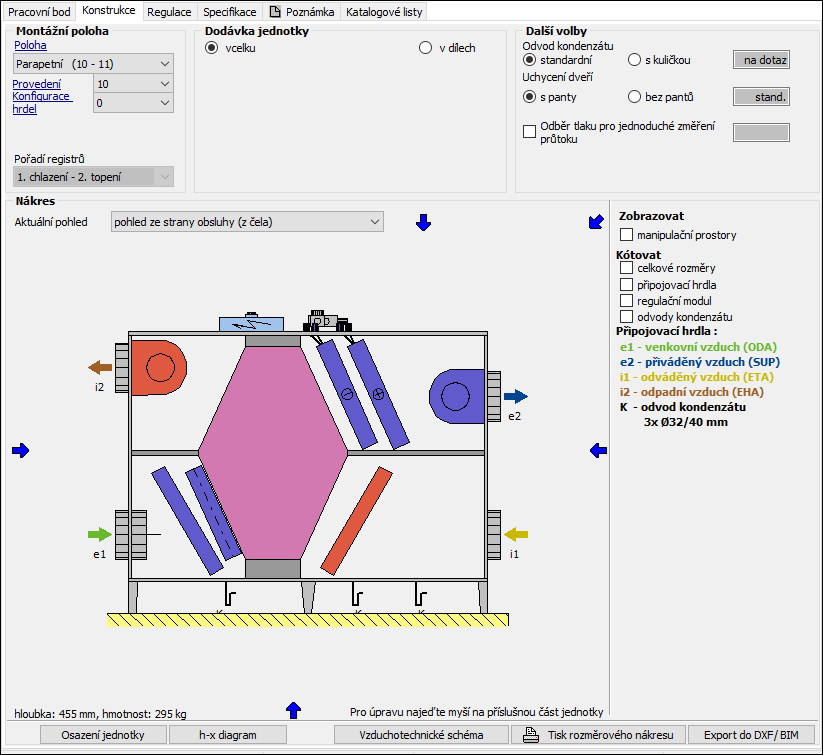 Pracovní bod Konstrukce Regulace Specifikace Poznámka Katalogové listy
Montážní poloha
Poloha
Parapetní (10 - 11)
Provedení 10
Konfigurace hrdel 0
Pořadí registrů
1. chlazení - 2. topení
Dodávka jednotky
vcelku v dílech
Další volby
Odvod kondenzátu
standardní s kuličkou na dotaz
Uchycení dveří
s panty bez pantů stand.
Odběr tlaku pro jednoduché změření
průtoku
Nákres
Aktuální pohled pohled ze strany obsluhy (z čela)
i2
e2
e1
i1
K K K
Zobrazovat
manipulační prostory
Kótovat
celkové rozměry
připojovací hrdla
regulační modul
odvody kondenzátu
Připojovací hrdla :
e1 - venkovní vzduch (ODA)
e2 - přiváděný vzduch (SUP)
i1 - odváděný vzduch (ETA)
i2 - odpadní vzduch (EHA)
K - odvod kondenzátu
3x Ø32/40 mm
hloubka: 455 mm, hmotnost: 295 kg Pro úpravu najeďte myší na příslušnou část jednotky
Osazení jednotky h-x diagram Vzduchotechnické schéma Tisk rozměrového nákresu Export do DXF/BIM